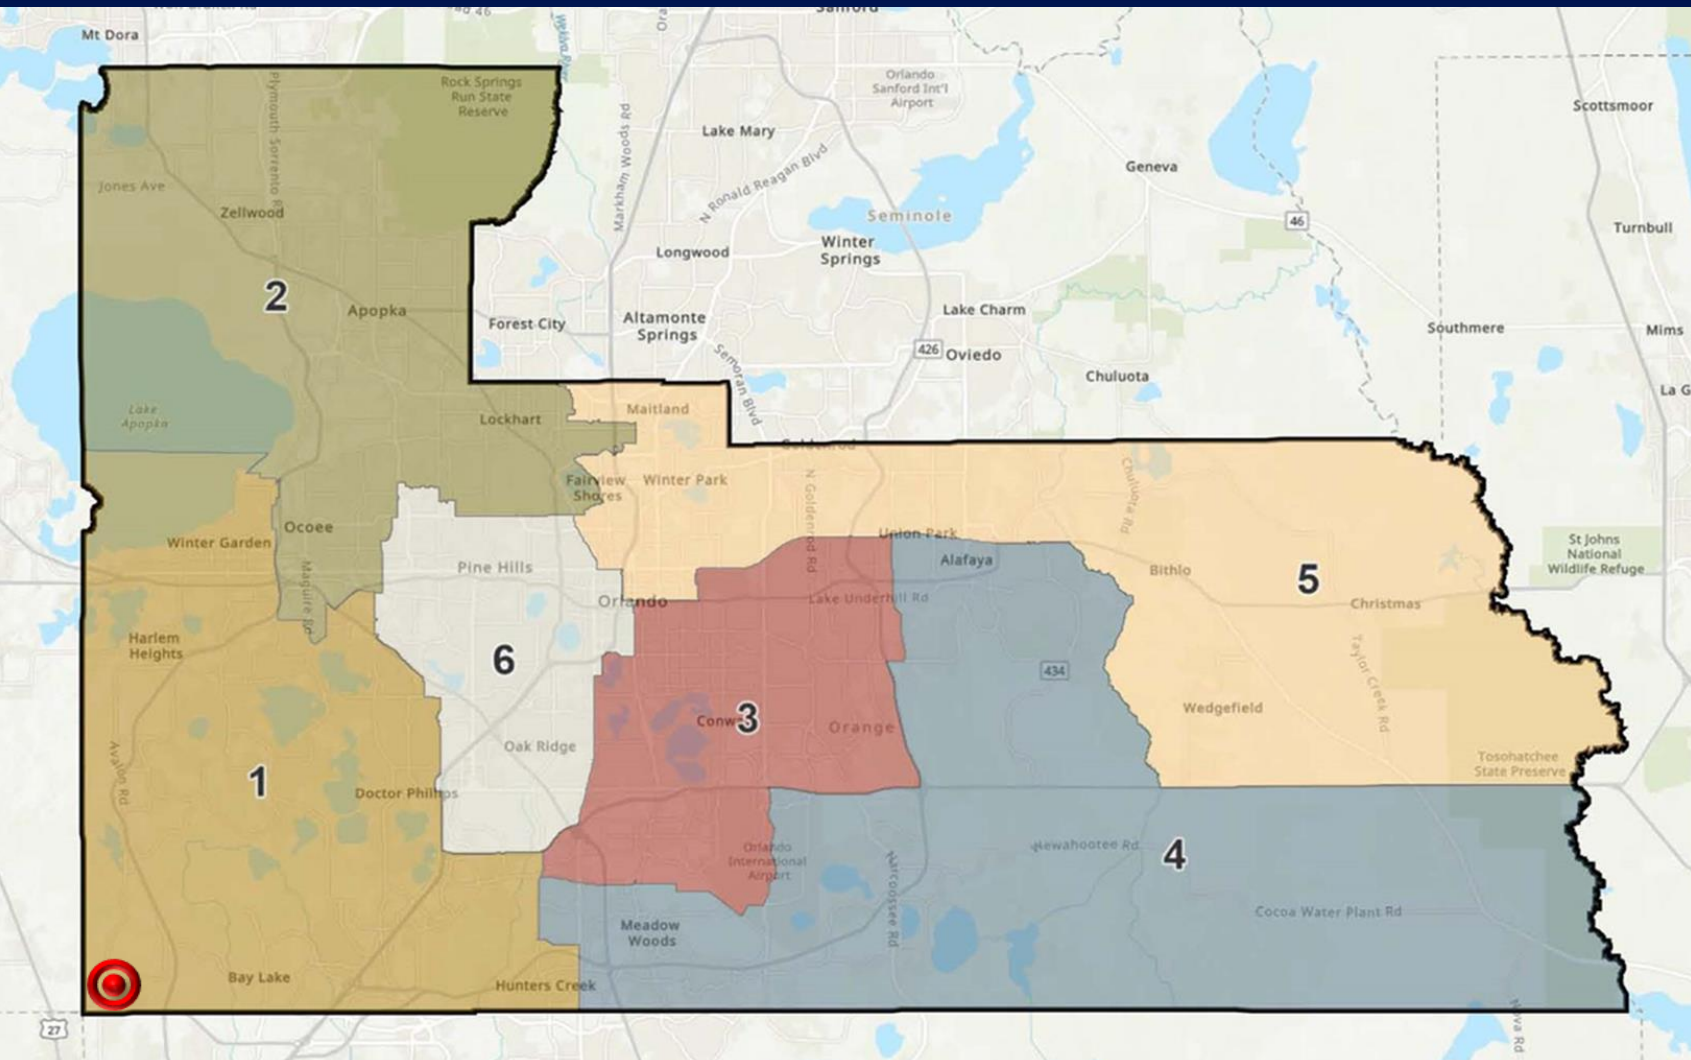 Mt Dora
Sanford
Rock Springs
Run State
Reserve
Orlando
Sanford Int'l
Airport
Plymouth Sorrento R
Wekiva River
Markham Woods Rd
Lake Mary
N Ronald Reagan Blvd
Geneva
Scottsmoor
Jones Ave
Zellwood
Seminole
46
Turnbull
Longwood
Winter
Springs
2
Apopka
Forest City
Altamonte
Springs
Lake Charm
Southmere
Mims
426
Oviedo
Semoran Blvd
Chuluota
La G
Lake
Apopka
Lockhart
Maitland
Goldenrod
Fairview
Shores
Winter Park
N Goldenrod Rd
Chuluota Rd
Ocoee
Winter Garden
Union Park
Alafaya
St Johns
National
Wildlife Refuge
Pine Hills
Bithlo
5
Maguire Rd
Orlando
Lake Underhill Rd
Christmas
Harlem
Heights
6
434
Taylor Creek Rd
Wedgefield
Conw
3
Orange
Oak Ridge
Avalon Rd
1
Doctor Phillips
Tosohatchee
State Preserve
Orlando
International
Airport
Narcoossee Rd
4
Cocoa Water Plant Rd
Meadow
Woods
Bay Lake
Hunters Creek
27
Nova Rd